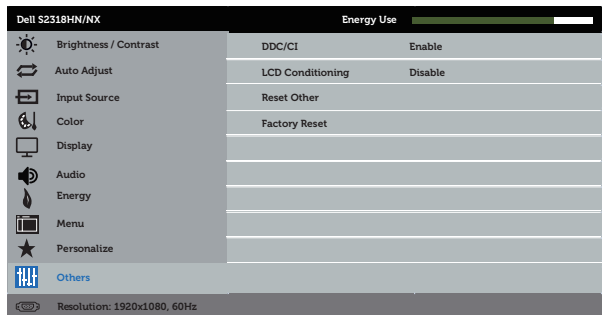 Dell S2318HN/NX Energy Use
Brightness / Contrast
Auto Adjust
Input Source
Color
Display
Audio
Energy
Menu
Personalize
Others
DDC/CI Enable
LCD Conditioning Disable
Reset Other
Factory Reset
Resolution: 1920x1080, 60Hz